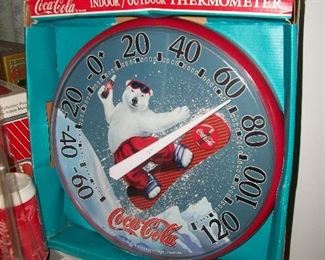 Coca-Cola INDOOR / OUTDOOR THERMOMETER
-60 -40 -20 -0+ 20 40 60 80 100 120
Coca-Cola
Coca-Cola